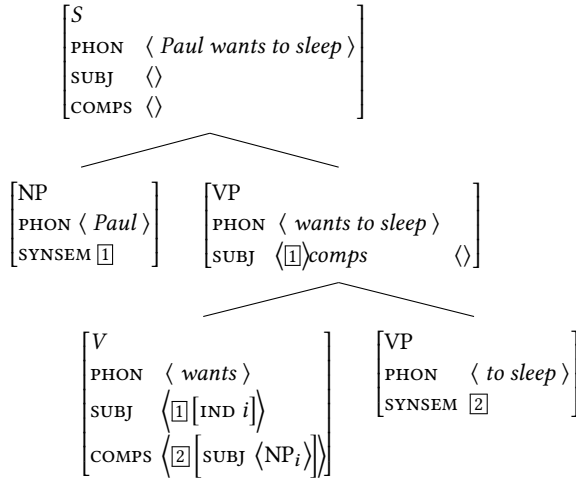 S
PHON ⟨ Paul wants to sleep ⟩
SUBJ ⟨⟩
COMPS ⟨⟩
NP
PHON ⟨ Paul ⟩
SYNSEM 1
VP
PHON ⟨ wants to sleep ⟩
SUBJ ⟨1⟩comps ⟨⟩
V
PHON ⟨ wants ⟩
SUBJ ⟨1[IND i]⟩
COMPS ⟨2[SUBJ ⟨NPᵢ⟩]⟩
VP
PHON ⟨ to sleep ⟩
SYNSEM 2